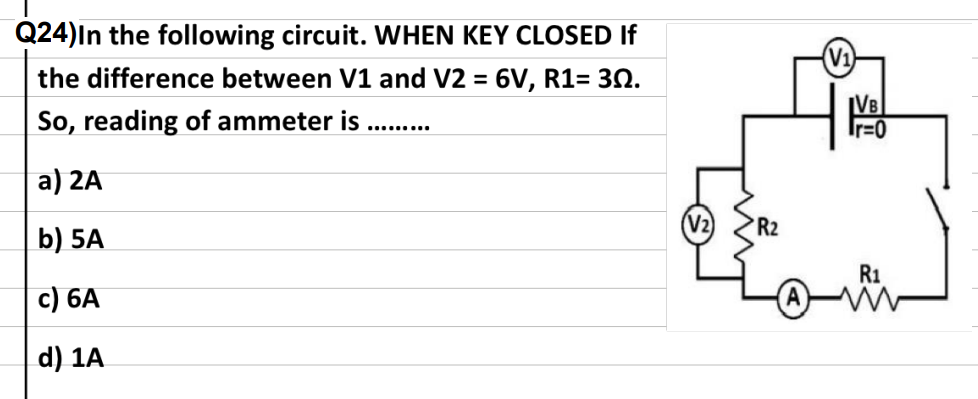 Q24)In the following circuit. WHEN KEY CLOSED If
the difference between V1 and V2 = 6V, R1= 3Ω.
So, reading of ammeter is .........
a) 2A
b) 5A
c) 6A
d) 1A
V1
VB
r=0
V2
R2
R1
A